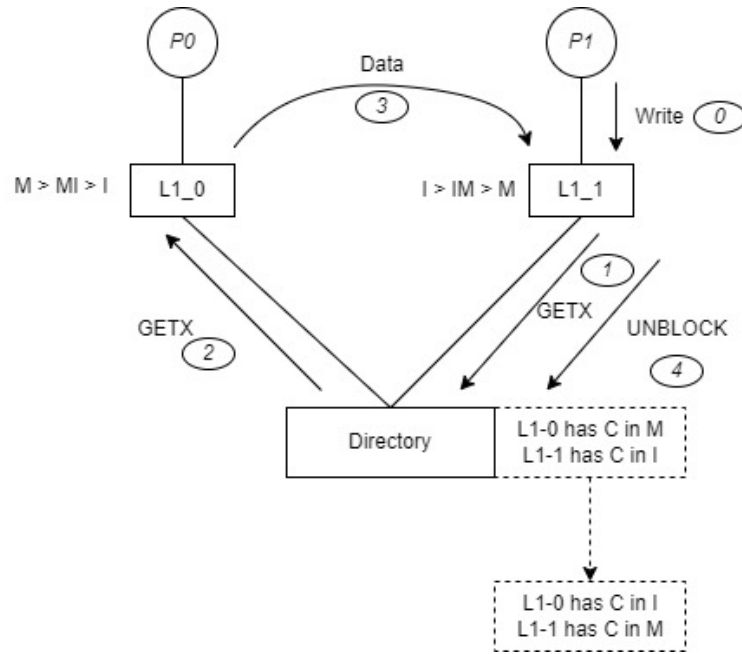 P0
P1
Data
3
Write
0
M > MI > I
L1_0
I > IM > M
L1_1
1
GETX
GETX
2
UNBLOCK
4
Directory
L1-0 has C in M
L1-1 has C in I
L1-0 has C in I
L1-1 has C in M